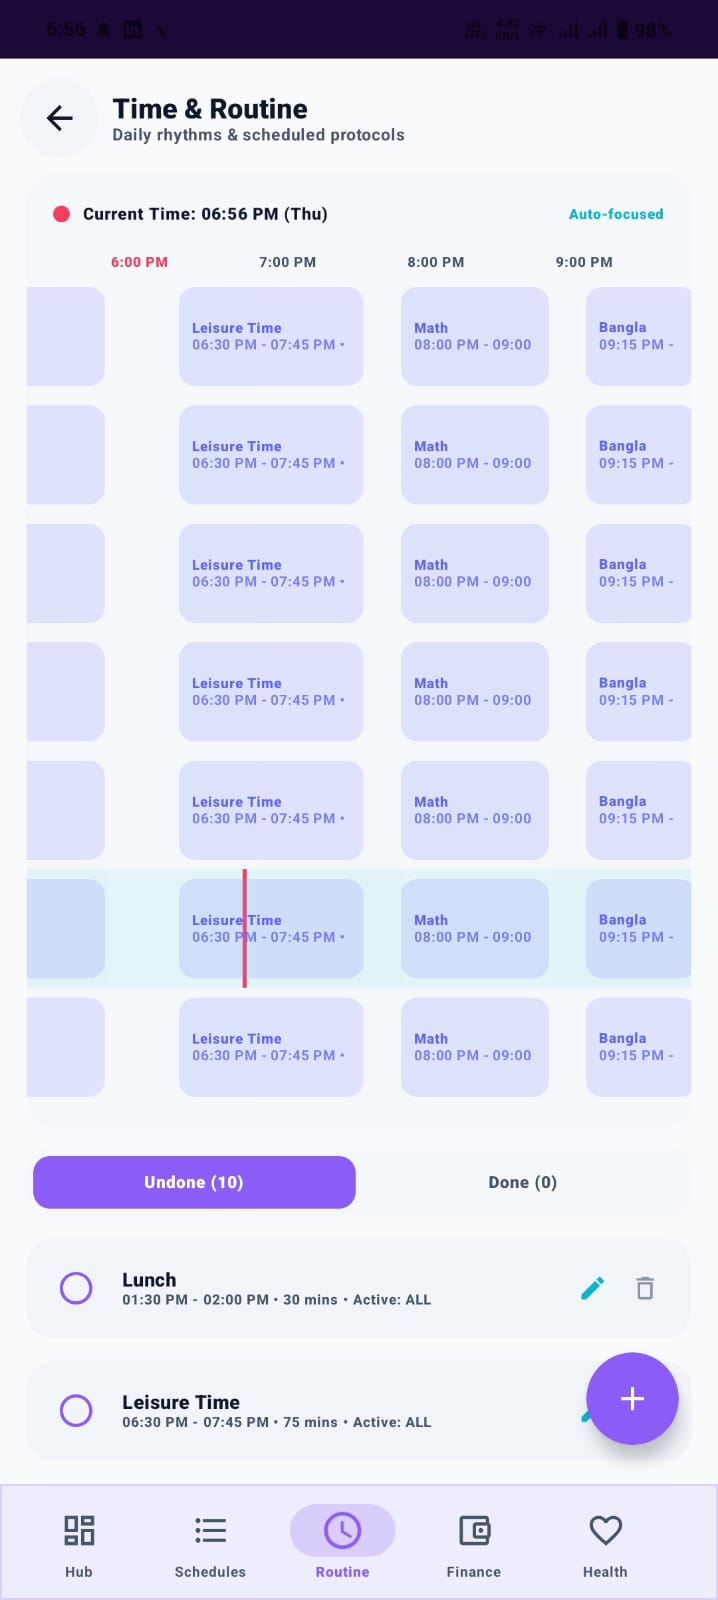 6:56
Vo)
LTE1
4.82
KB/s
98%
Time & Routine
Daily rhythms & scheduled protocols
Current Time: 06:56 PM (Thu)
Auto-focused
6:00 PM 7:00 PM 8:00 PM 9:00 PM
Leisure Time Math Bangla
06:30 PM - 07:45 PM • 08:00 PM - 09:00 09:15 PM -
Leisure Time Math Bangla
06:30 PM - 07:45 PM • 08:00 PM - 09:00 09:15 PM -
Leisure Time Math Bangla
06:30 PM - 07:45 PM • 08:00 PM - 09:00 09:15 PM -
Leisure Time Math Bangla
06:30 PM - 07:45 PM • 08:00 PM - 09:00 09:15 PM -
Leisure Time Math Bangla
06:30 PM - 07:45 PM • 08:00 PM - 09:00 09:15 PM -
Leisure Time Math Bangla
06:30 PM - 07:45 PM • 08:00 PM - 09:00 09:15 PM -
Leisure Time Math Bangla
06:30 PM - 07:45 PM • 08:00 PM - 09:00 09:15 PM -
Undone (10) Done (0)
Lunch
01:30 PM - 02:00 PM • 30 mins • Active: ALL
Leisure Time
06:30 PM - 07:45 PM • 75 mins • Active: ALL
Hub Schedules Routine Finance Health